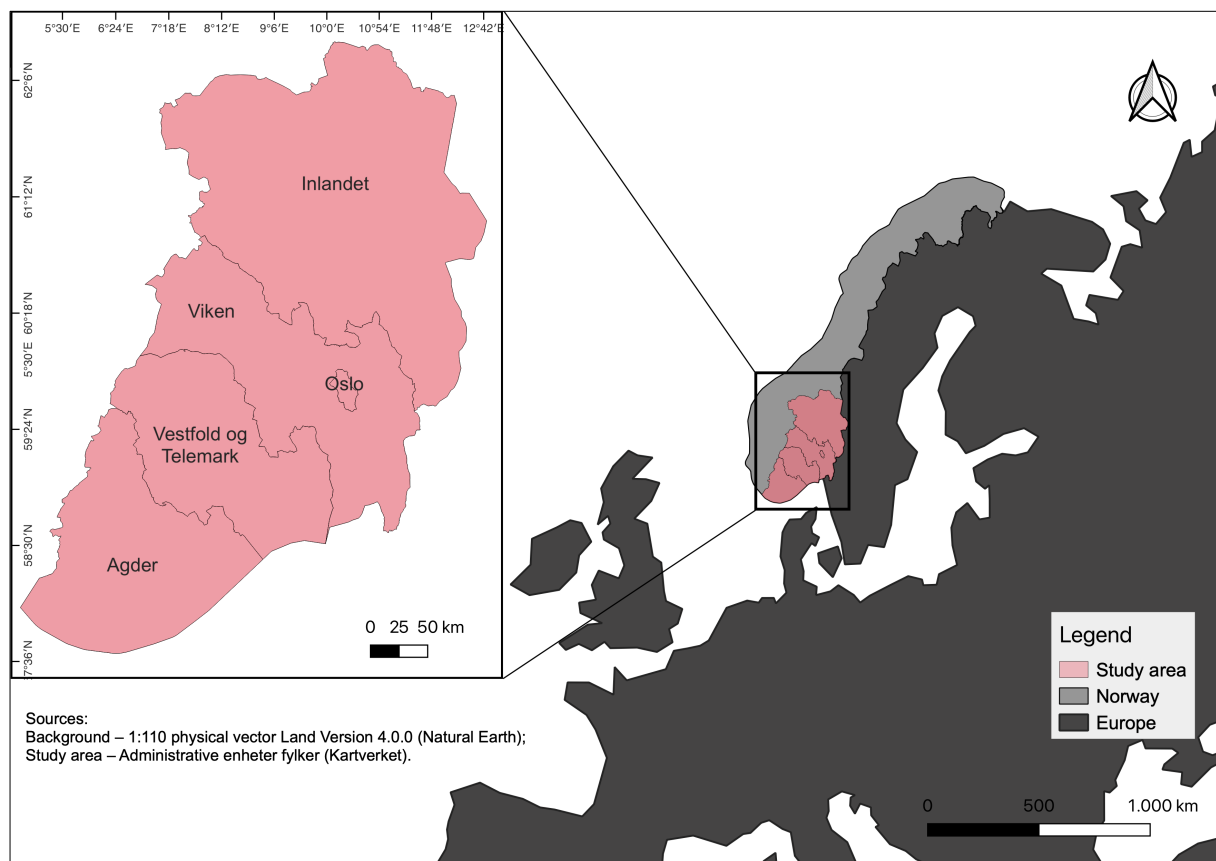 5°30′E 6°24′E 7°18′E 8°12′E 9°6′E 10°0′E 10°54′E 11°48′E 12°42′E
62°6′N
61°12′N
60°18′N
5°30′E
59°24′N
58°30′N
7°36′N
Inlandet
Viken
Oslo
Vestfold og
Telemark
Agder
0 25 50 km
Legend
Study area
Norway
Europe
Sources:
Background – 1:110 physical vector Land Version 4.0.0 (Natural Earth);
Study area – Administrative enheter fylker (Kartverket).
0 500 1.000 km